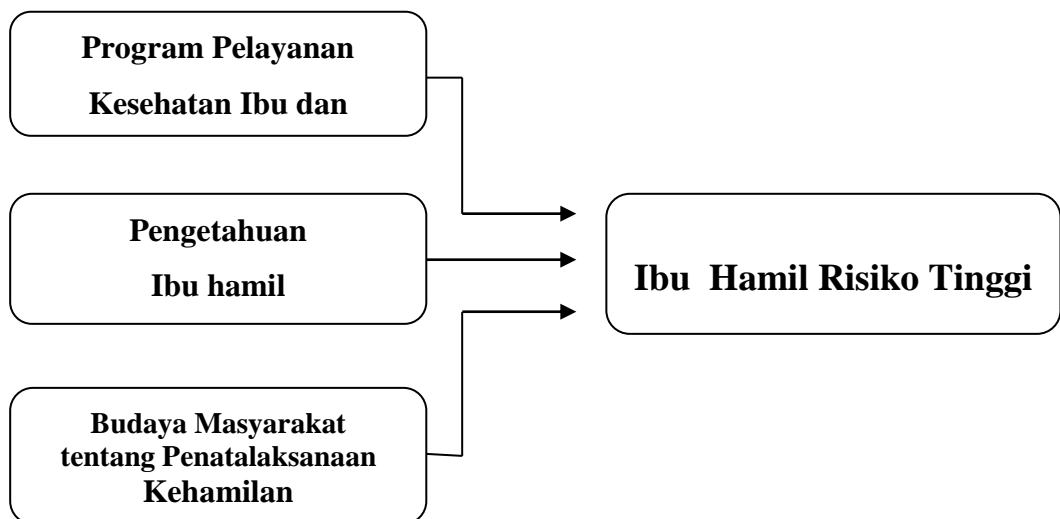 Program Pelayanan
Kesehatan Ibu dan
Pengetahuan
Ibu hamil
Ibu Hamil Risiko Tinggi
Budaya Masyarakat
tentang Penatalaksanaan
Kehamilan